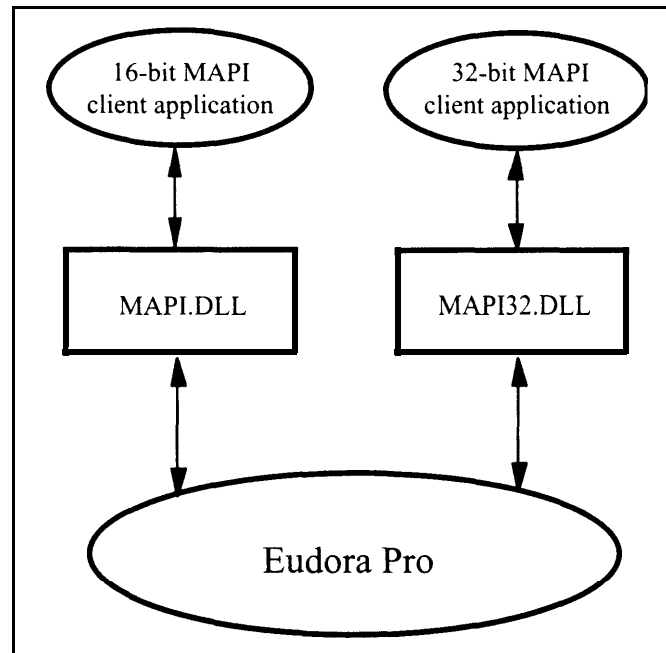 16-bit MAPI
client application
32-bit MAPI
client application
MAPI.DLL
MAPI32.DLL
Eudora Pro